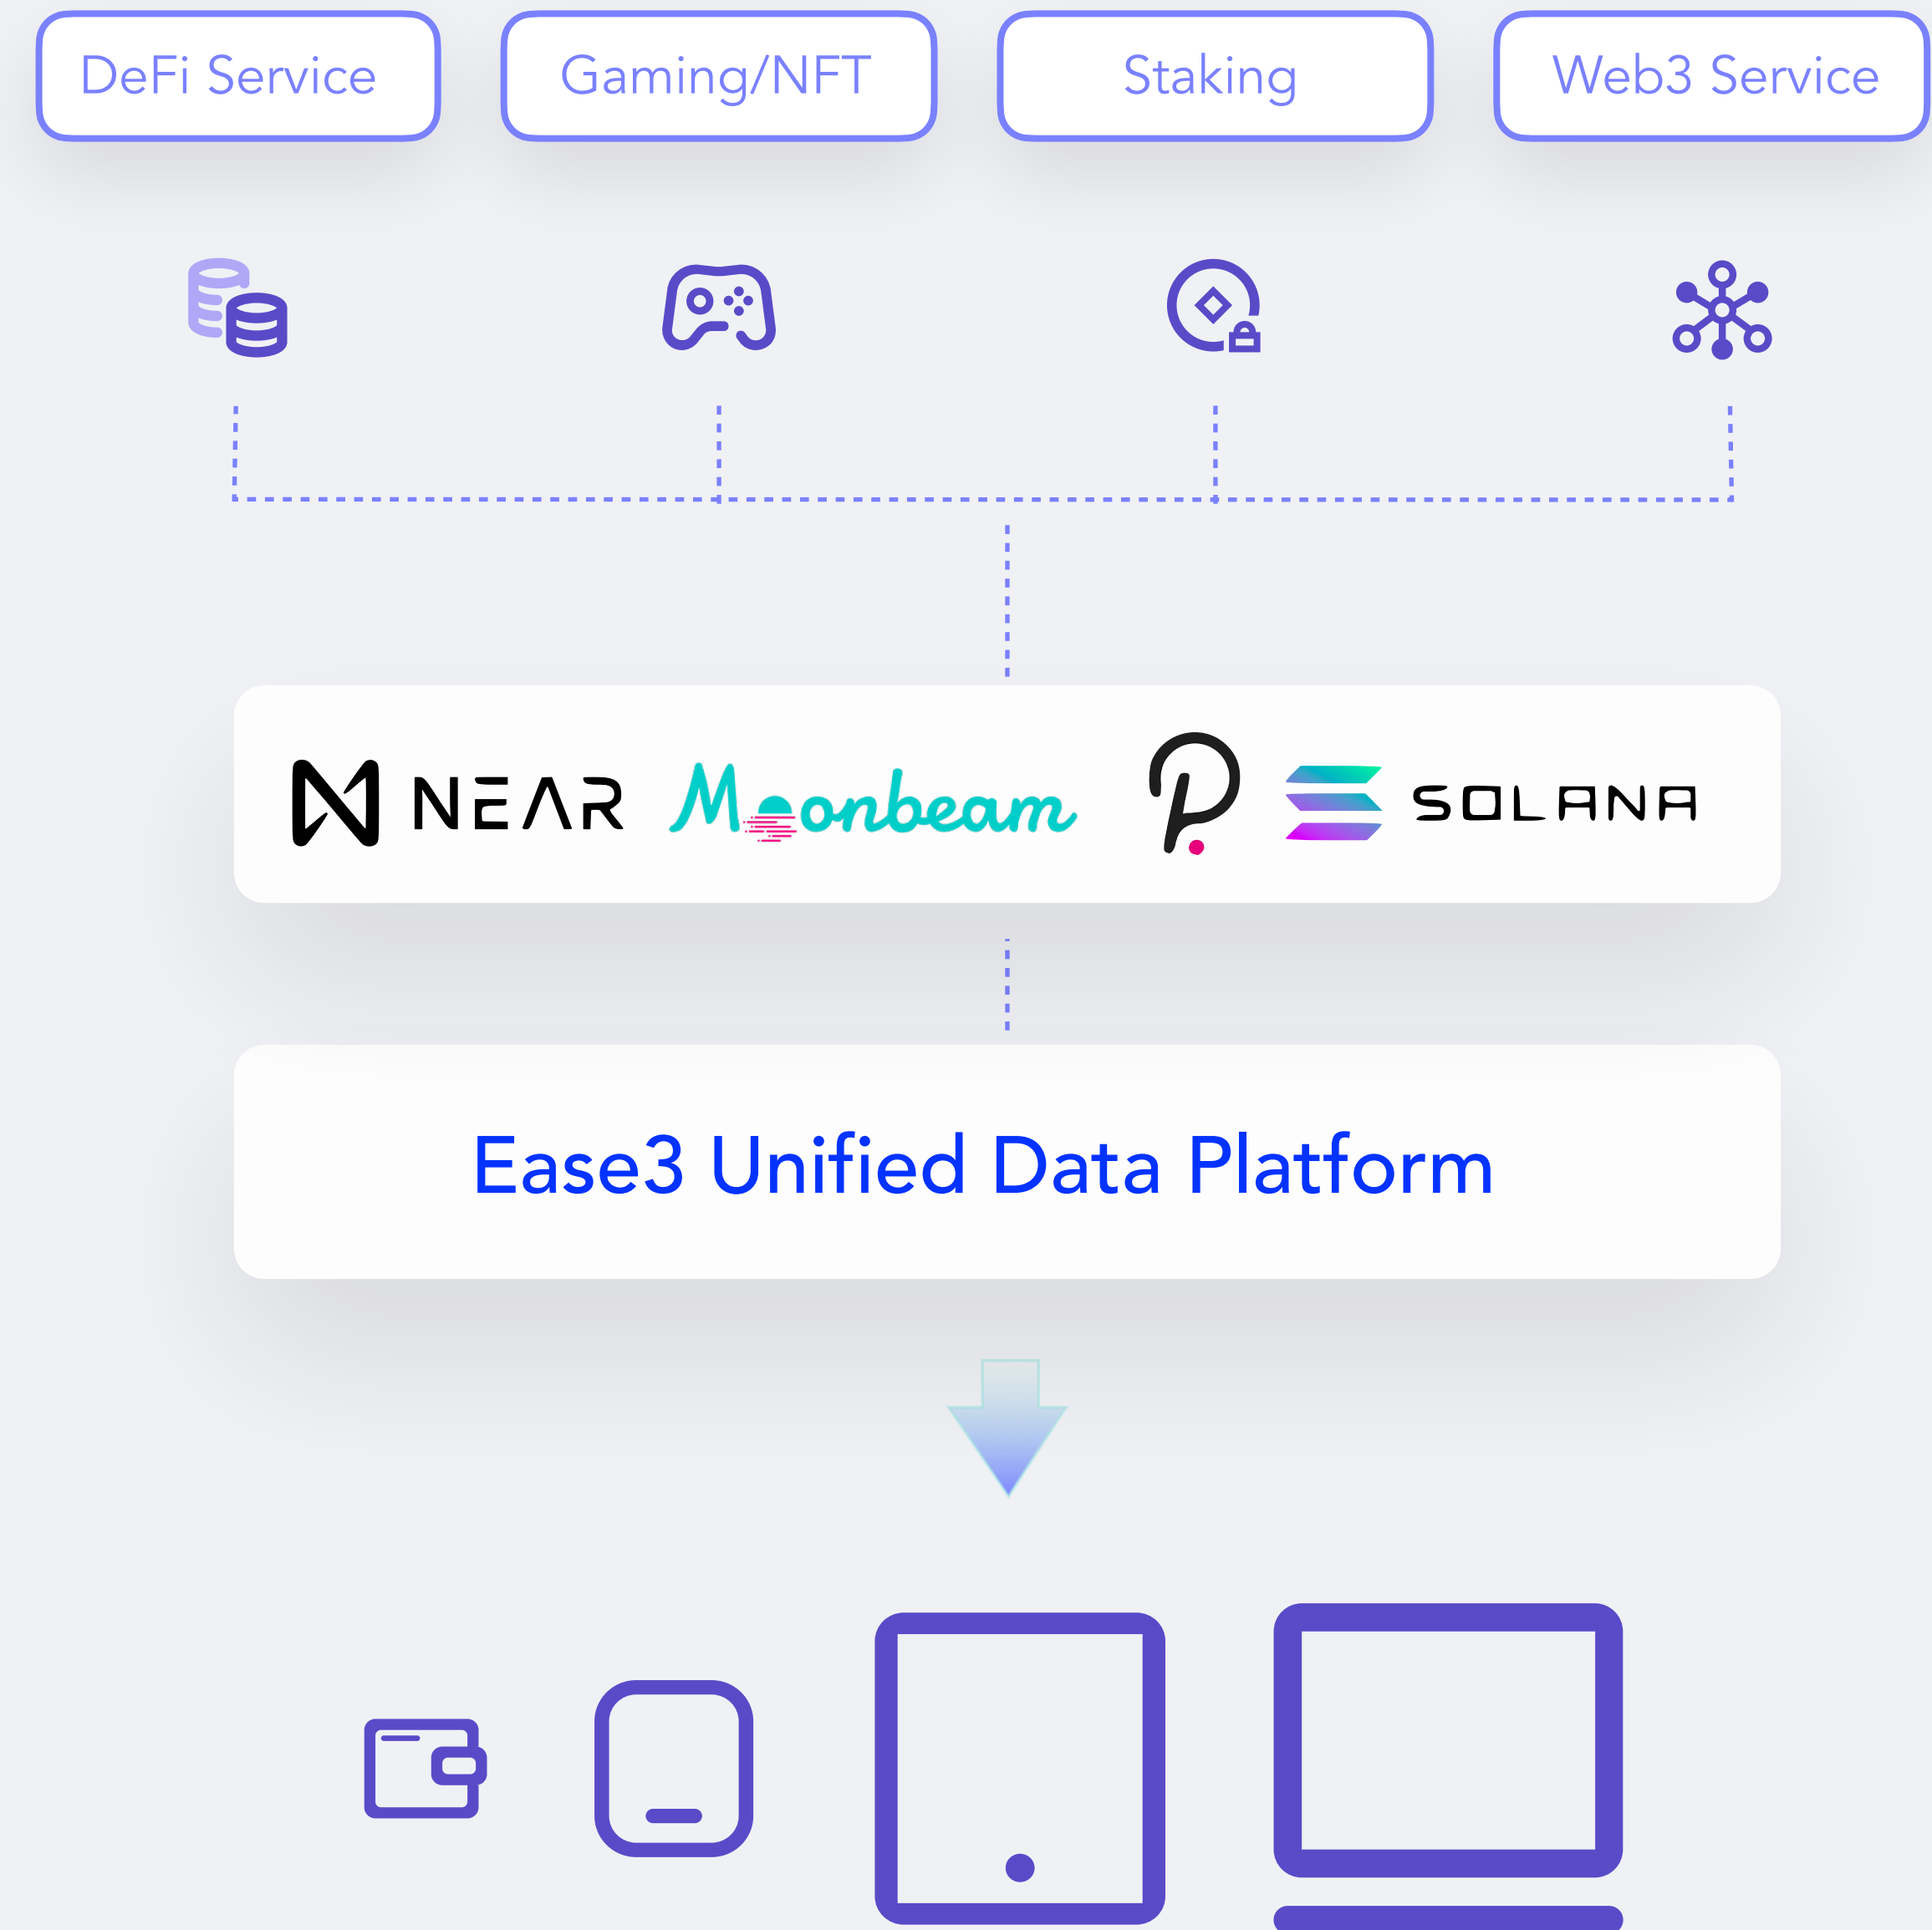 DeFi Service
Gaming/NFT
Staking
Web3 Service
NEAR
Moonbeam
SOLANA
Ease3 Unified Data Platform